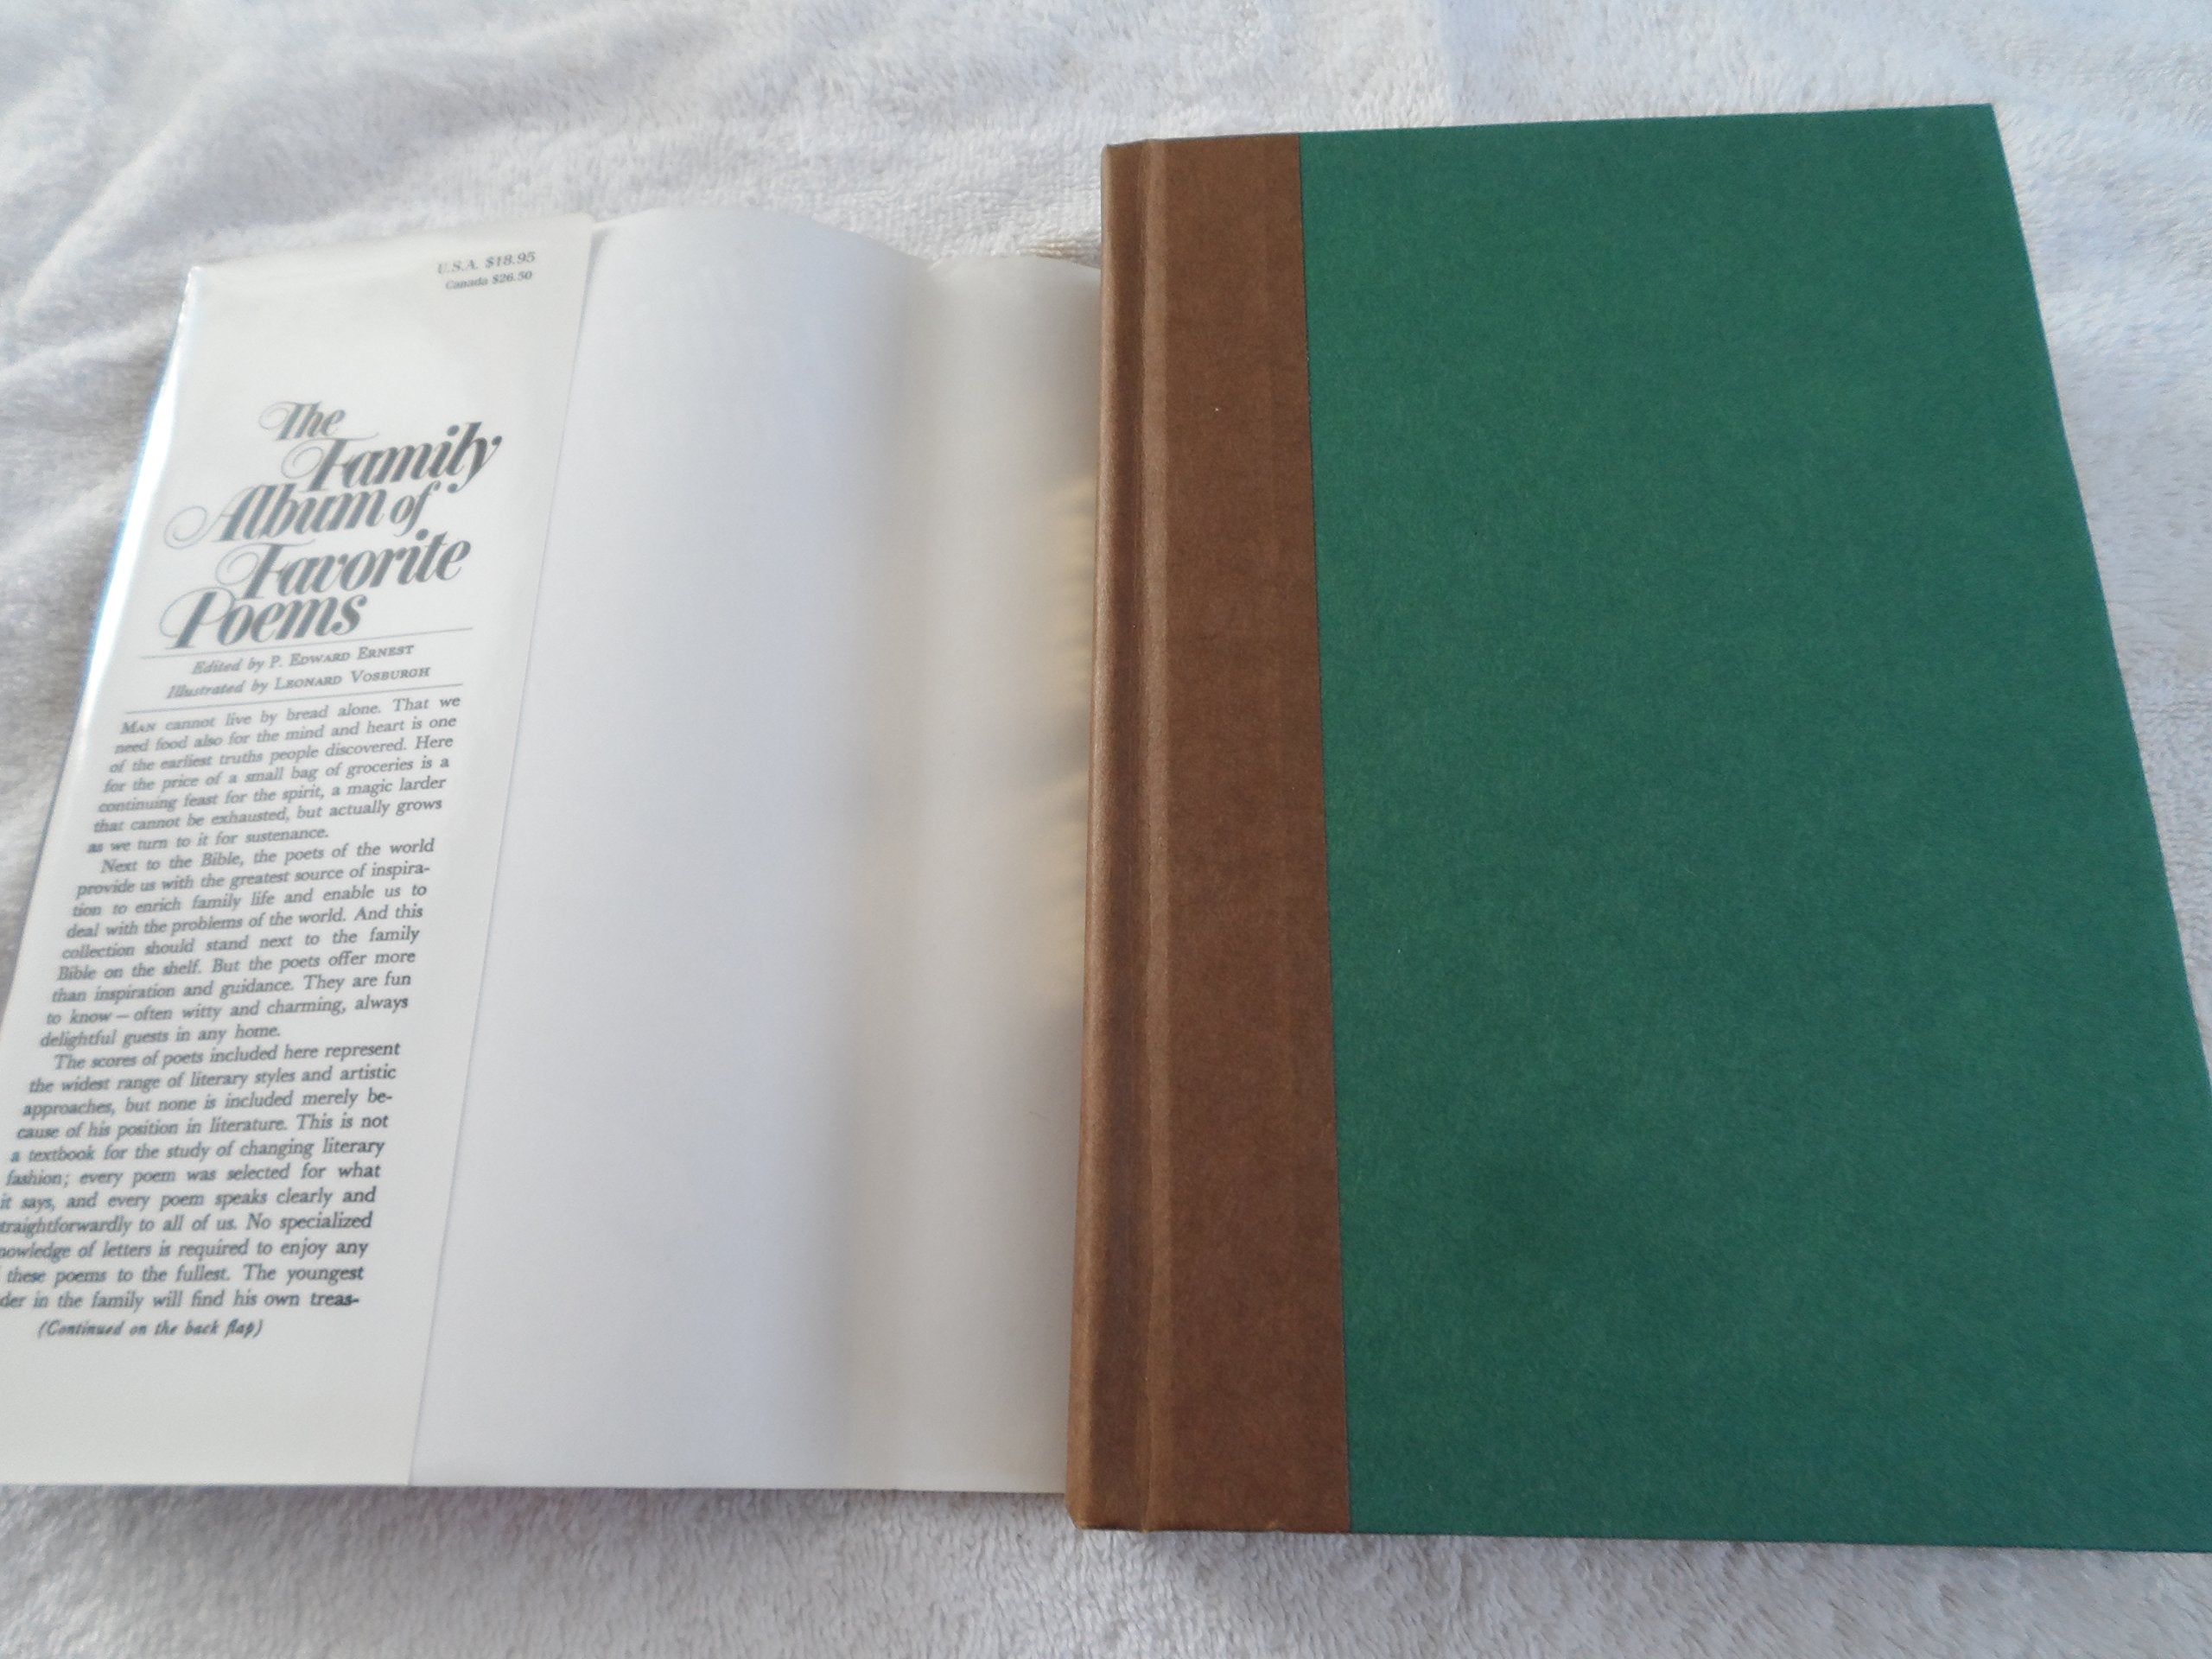 U.S.A. $18.95
Canada $26.50
The
Family
Album of
Favorite
Poems
Edited by P. EDWARD ERNEST
Illustrated by LEONARD VOSBURGH
MAN cannot live by bread alone. That we
need food also for the mind and heart is one
of the earliest truths people discovered. Here
for the price of a small bag of groceries is a
continuing feast for the spirit, a magic larder
that cannot be exhausted, but actually grows
as we turn to it for sustenance.
Next to the Bible, the poets of the world
provide us with the greatest source of inspira-
tion to enrich family life and enable us to
deal with the problems of the world. And this
collection should stand next to the family
Bible on the shelf. But the poets offer more
than inspiration and guidance. They are fun
to know—often witty and charming, always
delightful guests in any home.
The scores of poets included here represent
the widest range of literary styles and artistic
approaches, but none is included merely be-
cause of his position in literature. This is not
a textbook for the study of changing literary
fashion; every poem was selected for what
it says, and every poem speaks clearly and
traightforwardly to all of us. No specialized
nowledge of letters is required to enjoy any
these poems to the fullest. The youngest
der in the family will find his own treas-
(Continued on the back flap)